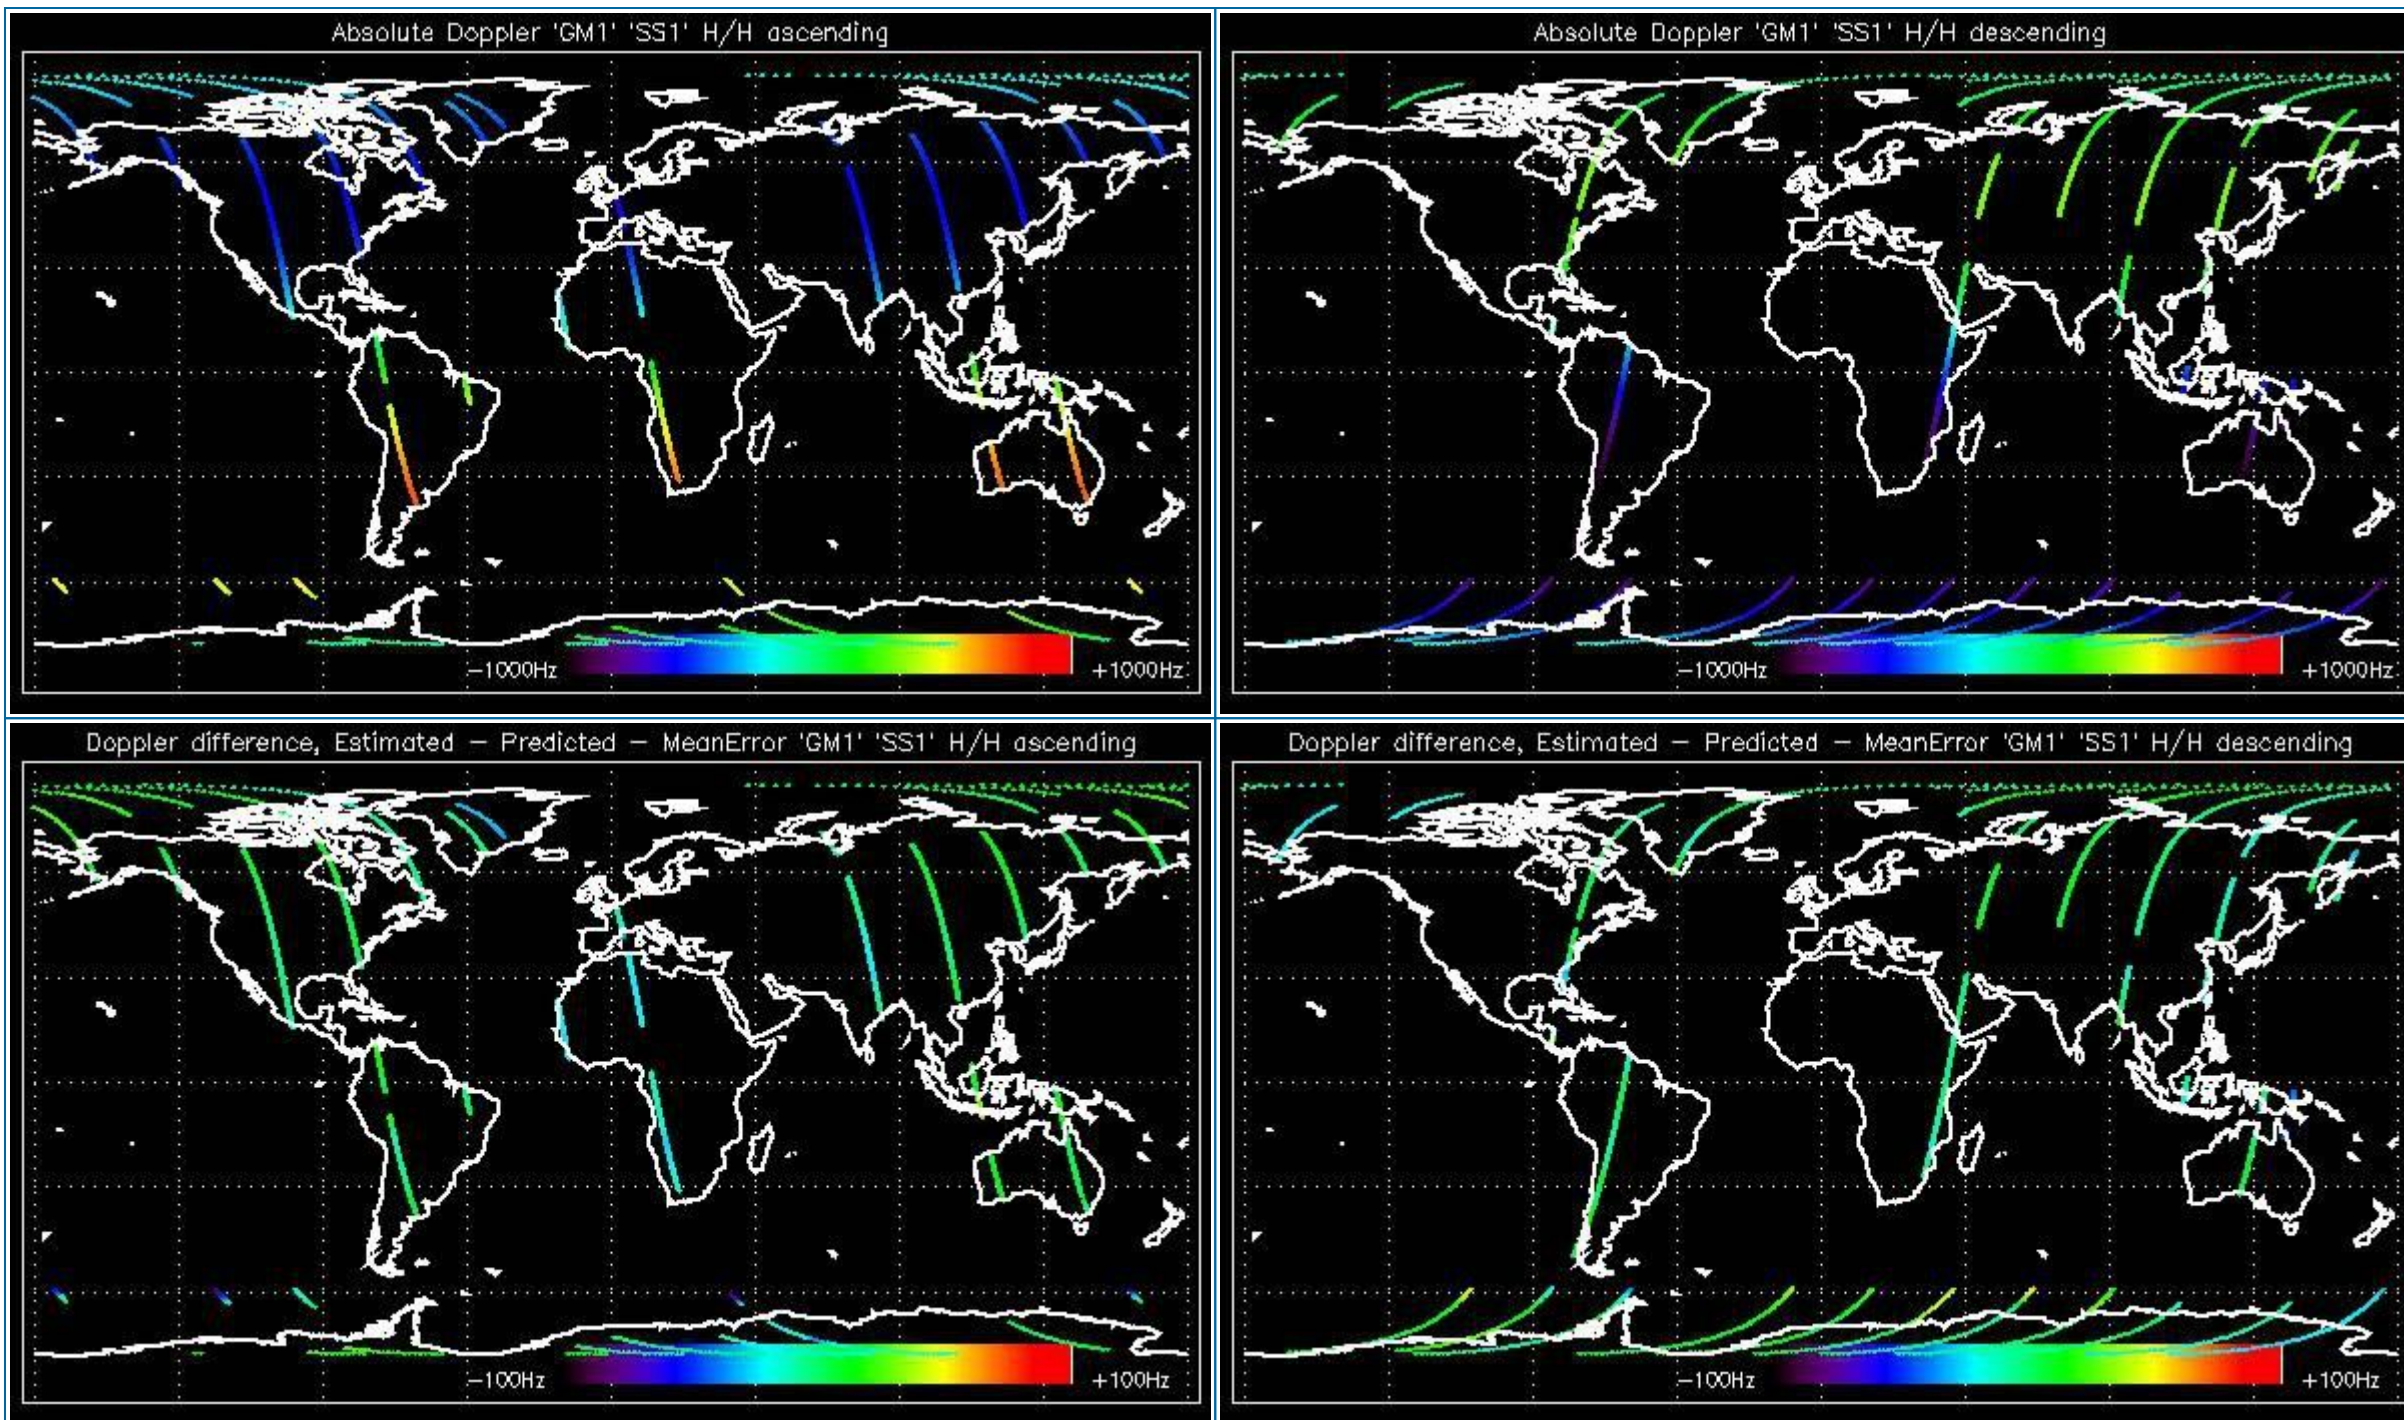 Absolute Doppler 'GM1' 'SS1' H/H ascending
-1000Hz
+1000Hz
Absolute Doppler 'GM1' 'SS1' H/H descending
-1000Hz
+1000Hz
Doppler difference, Estimated - Predicted - MeanError 'GM1' 'SS1' H/H ascending
-100Hz
+100Hz
Doppler difference, Estimated - Predicted - MeanError 'GM1' 'SS1' H/H descending
-100Hz
+100Hz